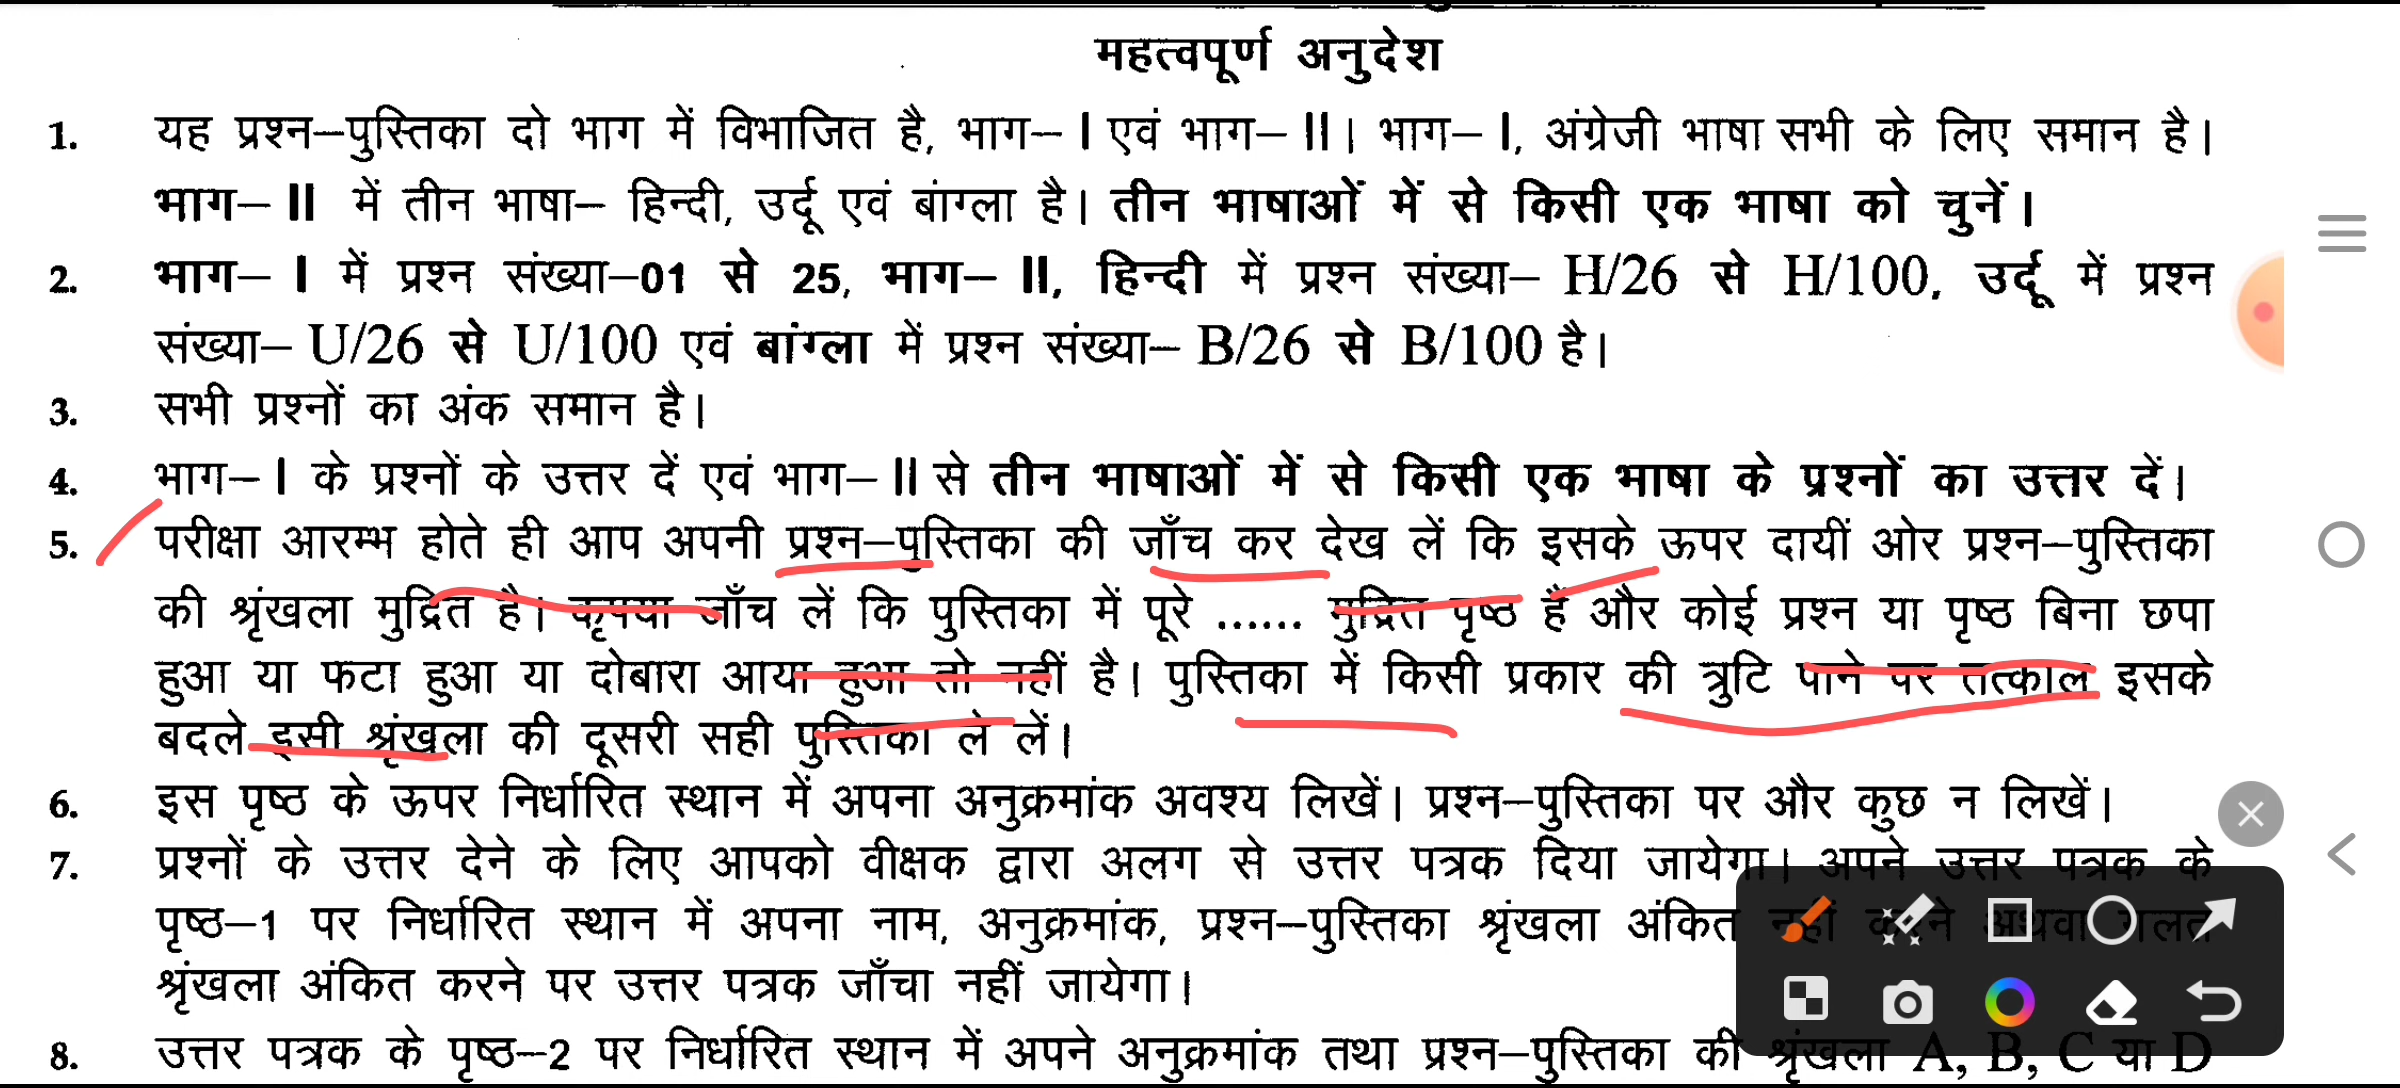 महत्वपूर्ण अनुदेश
1. यह प्रश्न–पुस्तिका दो भाग में विभाजित है, भाग– I एवं भाग– II। भाग– I, अंग्रेजी भाषा सभी के लिए समान है।
भाग– II में तीन भाषा– हिन्दी, उर्दू एवं बांग्ला है। तीन भाषाओं में से किसी एक भाषा को चुनें।
2. भाग– I में प्रश्न संख्या–01 से 25, भाग– II, हिन्दी में प्रश्न संख्या– H/26 से H/100, उर्दू में प्रश्न
संख्या– U/26 से U/100 एवं बांग्ला में प्रश्न संख्या– B/26 से B/100 है।
3. सभी प्रश्नों का अंक समान है।
4. भाग– I के प्रश्नों के उत्तर दें एवं भाग– II से तीन भाषाओं में से किसी एक भाषा के प्रश्नों का उत्तर दें।
5. परीक्षा आरम्भ होते ही आप अपनी प्रश्न–पुस्तिका की जाँच कर देख लें कि इसके ऊपर दायीं ओर प्रश्न–पुस्तिका
की श्रृंखला मुद्रित है। कृपया जाँच लें कि पुस्तिका में पूरे ...... मुद्रित पृष्ठ हैं और कोई प्रश्न या पृष्ठ बिना छपा
हुआ या फटा हुआ या दोबारा आया हुआ तो नहीं है। पुस्तिका में किसी प्रकार की त्रुटि पाने पर तत्काल इसके
बदले इसी श्रृंखला की दूसरी सही पुस्तिका ले लें।
6. इस पृष्ठ के ऊपर निर्धारित स्थान में अपना अनुक्रमांक अवश्य लिखें। प्रश्न–पुस्तिका पर और कुछ न लिखें।
7. प्रश्नों के उत्तर देने के लिए आपको वीक्षक द्वारा अलग से उत्तर पत्रक दिया जायेगा। अपने उत्तर पत्रक के
पृष्ठ–1 पर निर्धारित स्थान में अपना नाम, अनुक्रमांक, प्रश्न–पुस्तिका श्रृंखला अंकित नहीं करने अथवा गलत
श्रृंखला अंकित करने पर उत्तर पत्रक जाँचा नहीं जायेगा।
8. उत्तर पत्रक के पृष्ठ–2 पर निर्धारित स्थान में अपने अनुक्रमांक तथा प्रश्न–पुस्तिका की श्रृंखला A, B, C या D